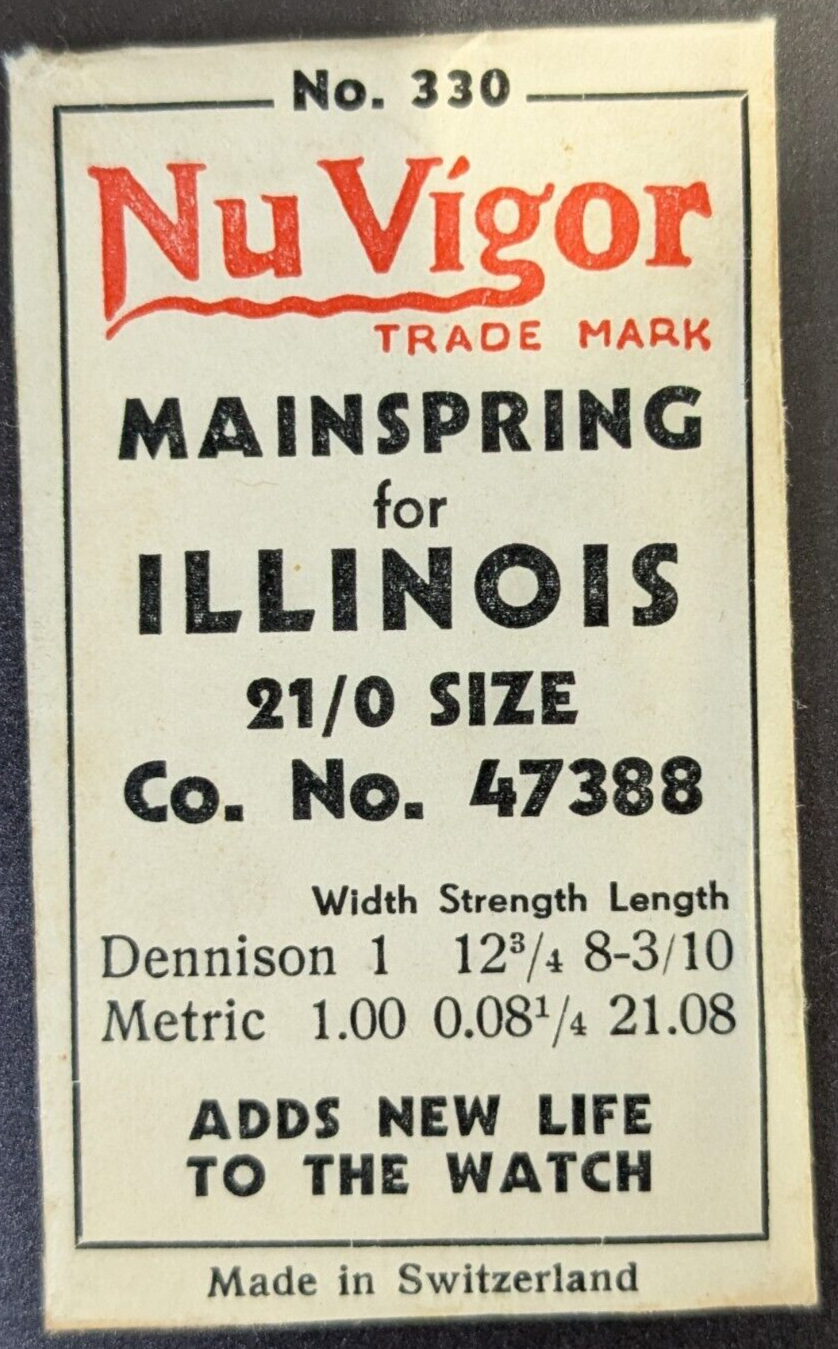 No. 330
Nu Vigor
TRADE MARK
MAINSPRING
for
ILLINOIS
21/0 SIZE
Co. No. 47388
Width Strength Length
Dennison 1 12³/₄ 8-3/10
Metric 1.00 0.08¹/₄ 21.08
ADDS NEW LIFE
TO THE WATCH
Made in Switzerland